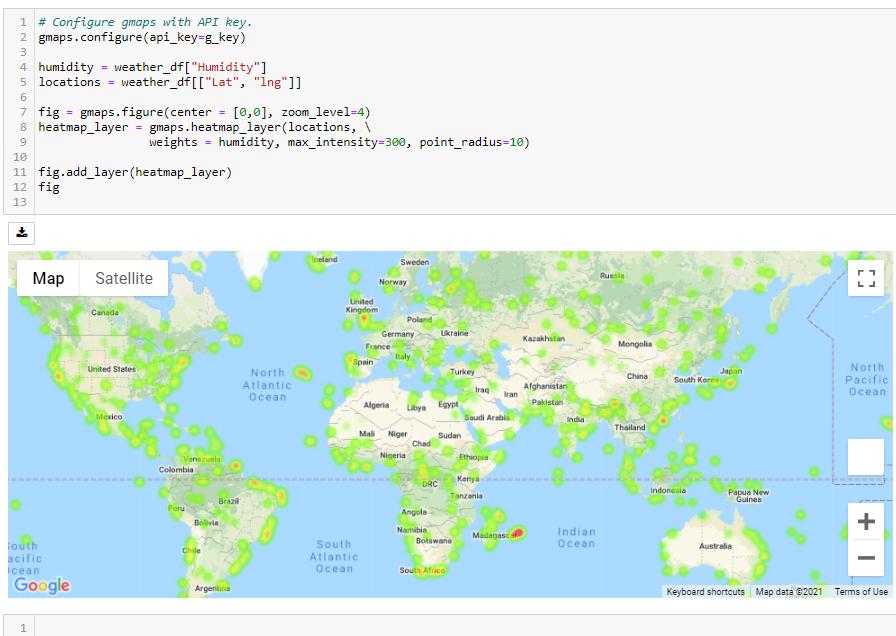 1 # Configure gmaps with API key.
2 gmaps.configure(api_key=g_key)
3
4 humidity = weather_df["Humidity"]
5 locations = weather_df[["Lat", "lng"]]
6
7 fig = gmaps.figure(center = [0,0], zoom_level=4)
8 heatmap_layer = gmaps.heatmap_layer(locations, \
9 weights = humidity, max_intensity=300, point_radius=10)
10
11 fig.add_layer(heatmap_layer)
12 fig
13
Map Satellite
Iceland
Sweden
Russia
Norway
Canada
United
Kingdom
Poland
Germany
Ukraine
Kazakhstan
France
Mongolia
Italy
Spain
United States
North
Atlantic
Ocean
Turkey
China
South Korea
Japan
North
Pacific
Ocean
Iraq
Iran
Afghanistan
Pakistan
Algeria
Libya
Egypt
Saudi Arabia
India
Mexico
Mali
Niger
Sudan
Chad
Thailand
Nigeria
Ethiopia
Venezuela
Colombia
DRC
Kenya
Indonesia
Papua New
Guinea
Tanzania
Brazil
Peru
Angola
Bolivia
Namibia
Botswana
Madagascar
Indian
Ocean
Chile
South
Atlantic
Ocean
Australia
South Africa
Argentina
South
Pacific
Ocean
Google
Keyboard shortcuts Map data ©2021 Terms of Use
1